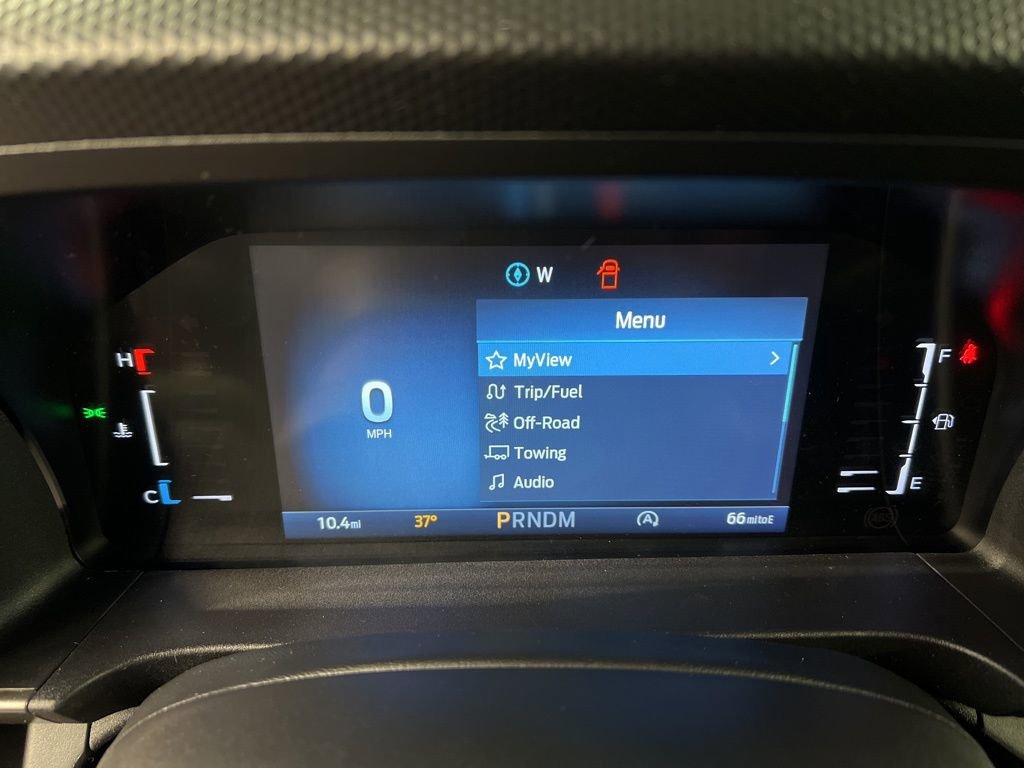 W
Menu
H
F
MyView
Trip/Fuel
0
MPH
Off-Road
Towing
Audio
C
E
10.4mi
37°
PRNDM
A
66mitoE